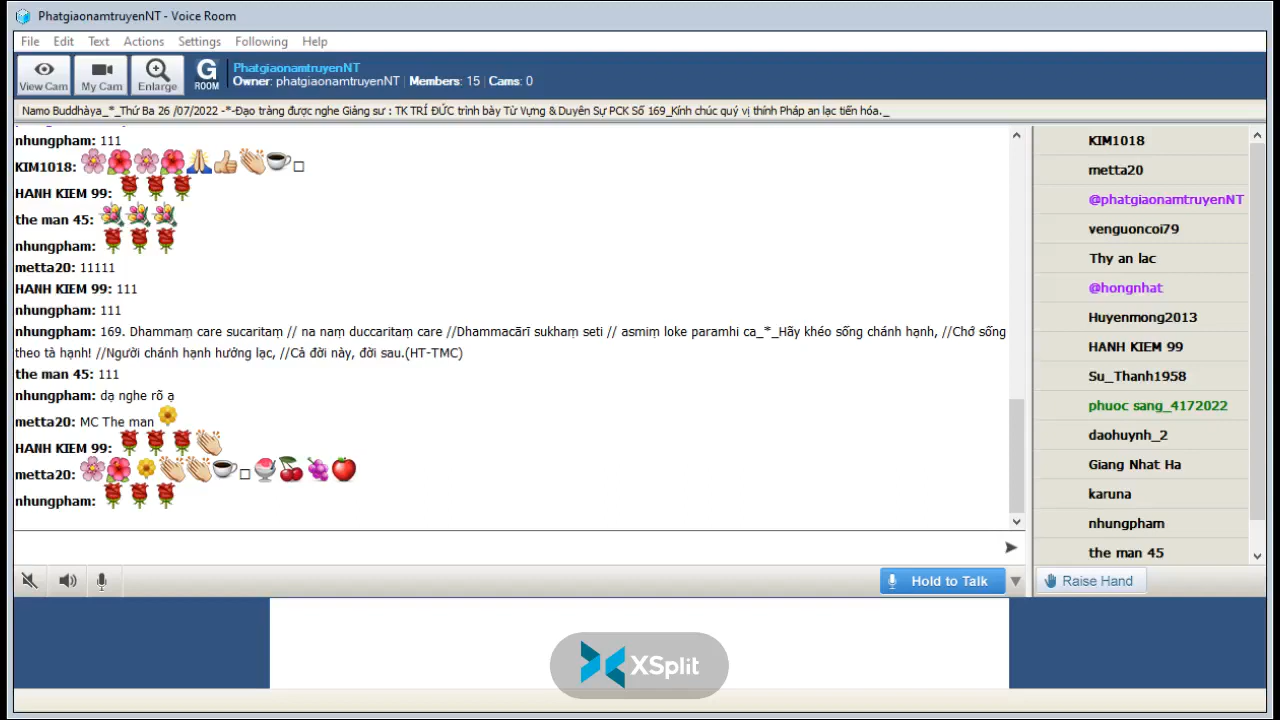 PhatgiaonamtruyenNT - Voice Room
File Edit Text Actions Settings Following Help
View Cam My Cam Enlarge G ROOM
PhatgiaonamtruyenNT
Owner: phatgiaonamtruyenNT | Members: 15 | Cams: 0
Namo Buddhàya_*_Thứ Ba 26 /07/2022 -*-Đạo tràng được nghe Giảng sư : TK TRÍ ĐỨC trình bày Từ Vựng & Duyên Sự PCK Số 169_Kính chúc quý vị thính Pháp an lạc tiến hóa._
nhungpham: 111
KIM1018:
HANH KIEM 99:
the man 45:
nhungpham:
metta20: 11111
HANH KIEM 99: 111
nhungpham: 111
nhungpham: 169. Dhammaṃ care sucaritaṃ // na naṃ duccaritaṃ care //Dhammacārī sukhaṃ seti // asmiṃ loke paramhi ca_*_Hãy khéo sống chánh hạnh, //Chớ sống
theo tà hạnh! //Người chánh hạnh hưởng lạc, //Cả đời này, đời sau.(HT-TMC)
the man 45: 111
nhungpham: dạ nghe rõ ạ
metta20: MC The man
HANH KIEM 99:
metta20:
nhungpham:
KIM1018
metta20
@phatgiaonamtruyenNT
venguoncoi79
Thy an lac
@hongnhat
Huyenmong2013
HANH KIEM 99
Su_Thanh1958
phuoc sang_4172022
daohuynh_2
Giang Nhat Ha
karuna
nhungpham
the man 45
Hold to Talk
Raise Hand
XSplit